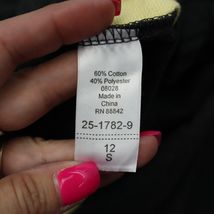 60% Cotton
40% Polyester
08028
Made in
China
RN 88842
25-1782-9
12
S